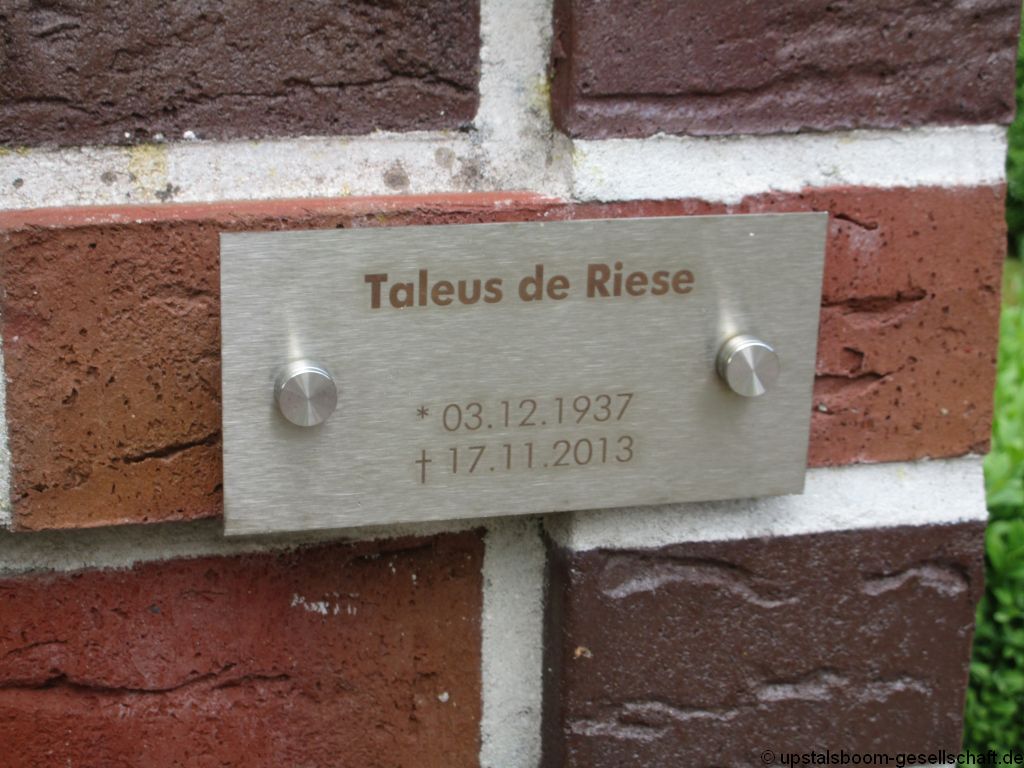 Taleus de Riese
* 03.12.1937
† 17.11.2013
© upstalsboom-gesellschaft.de